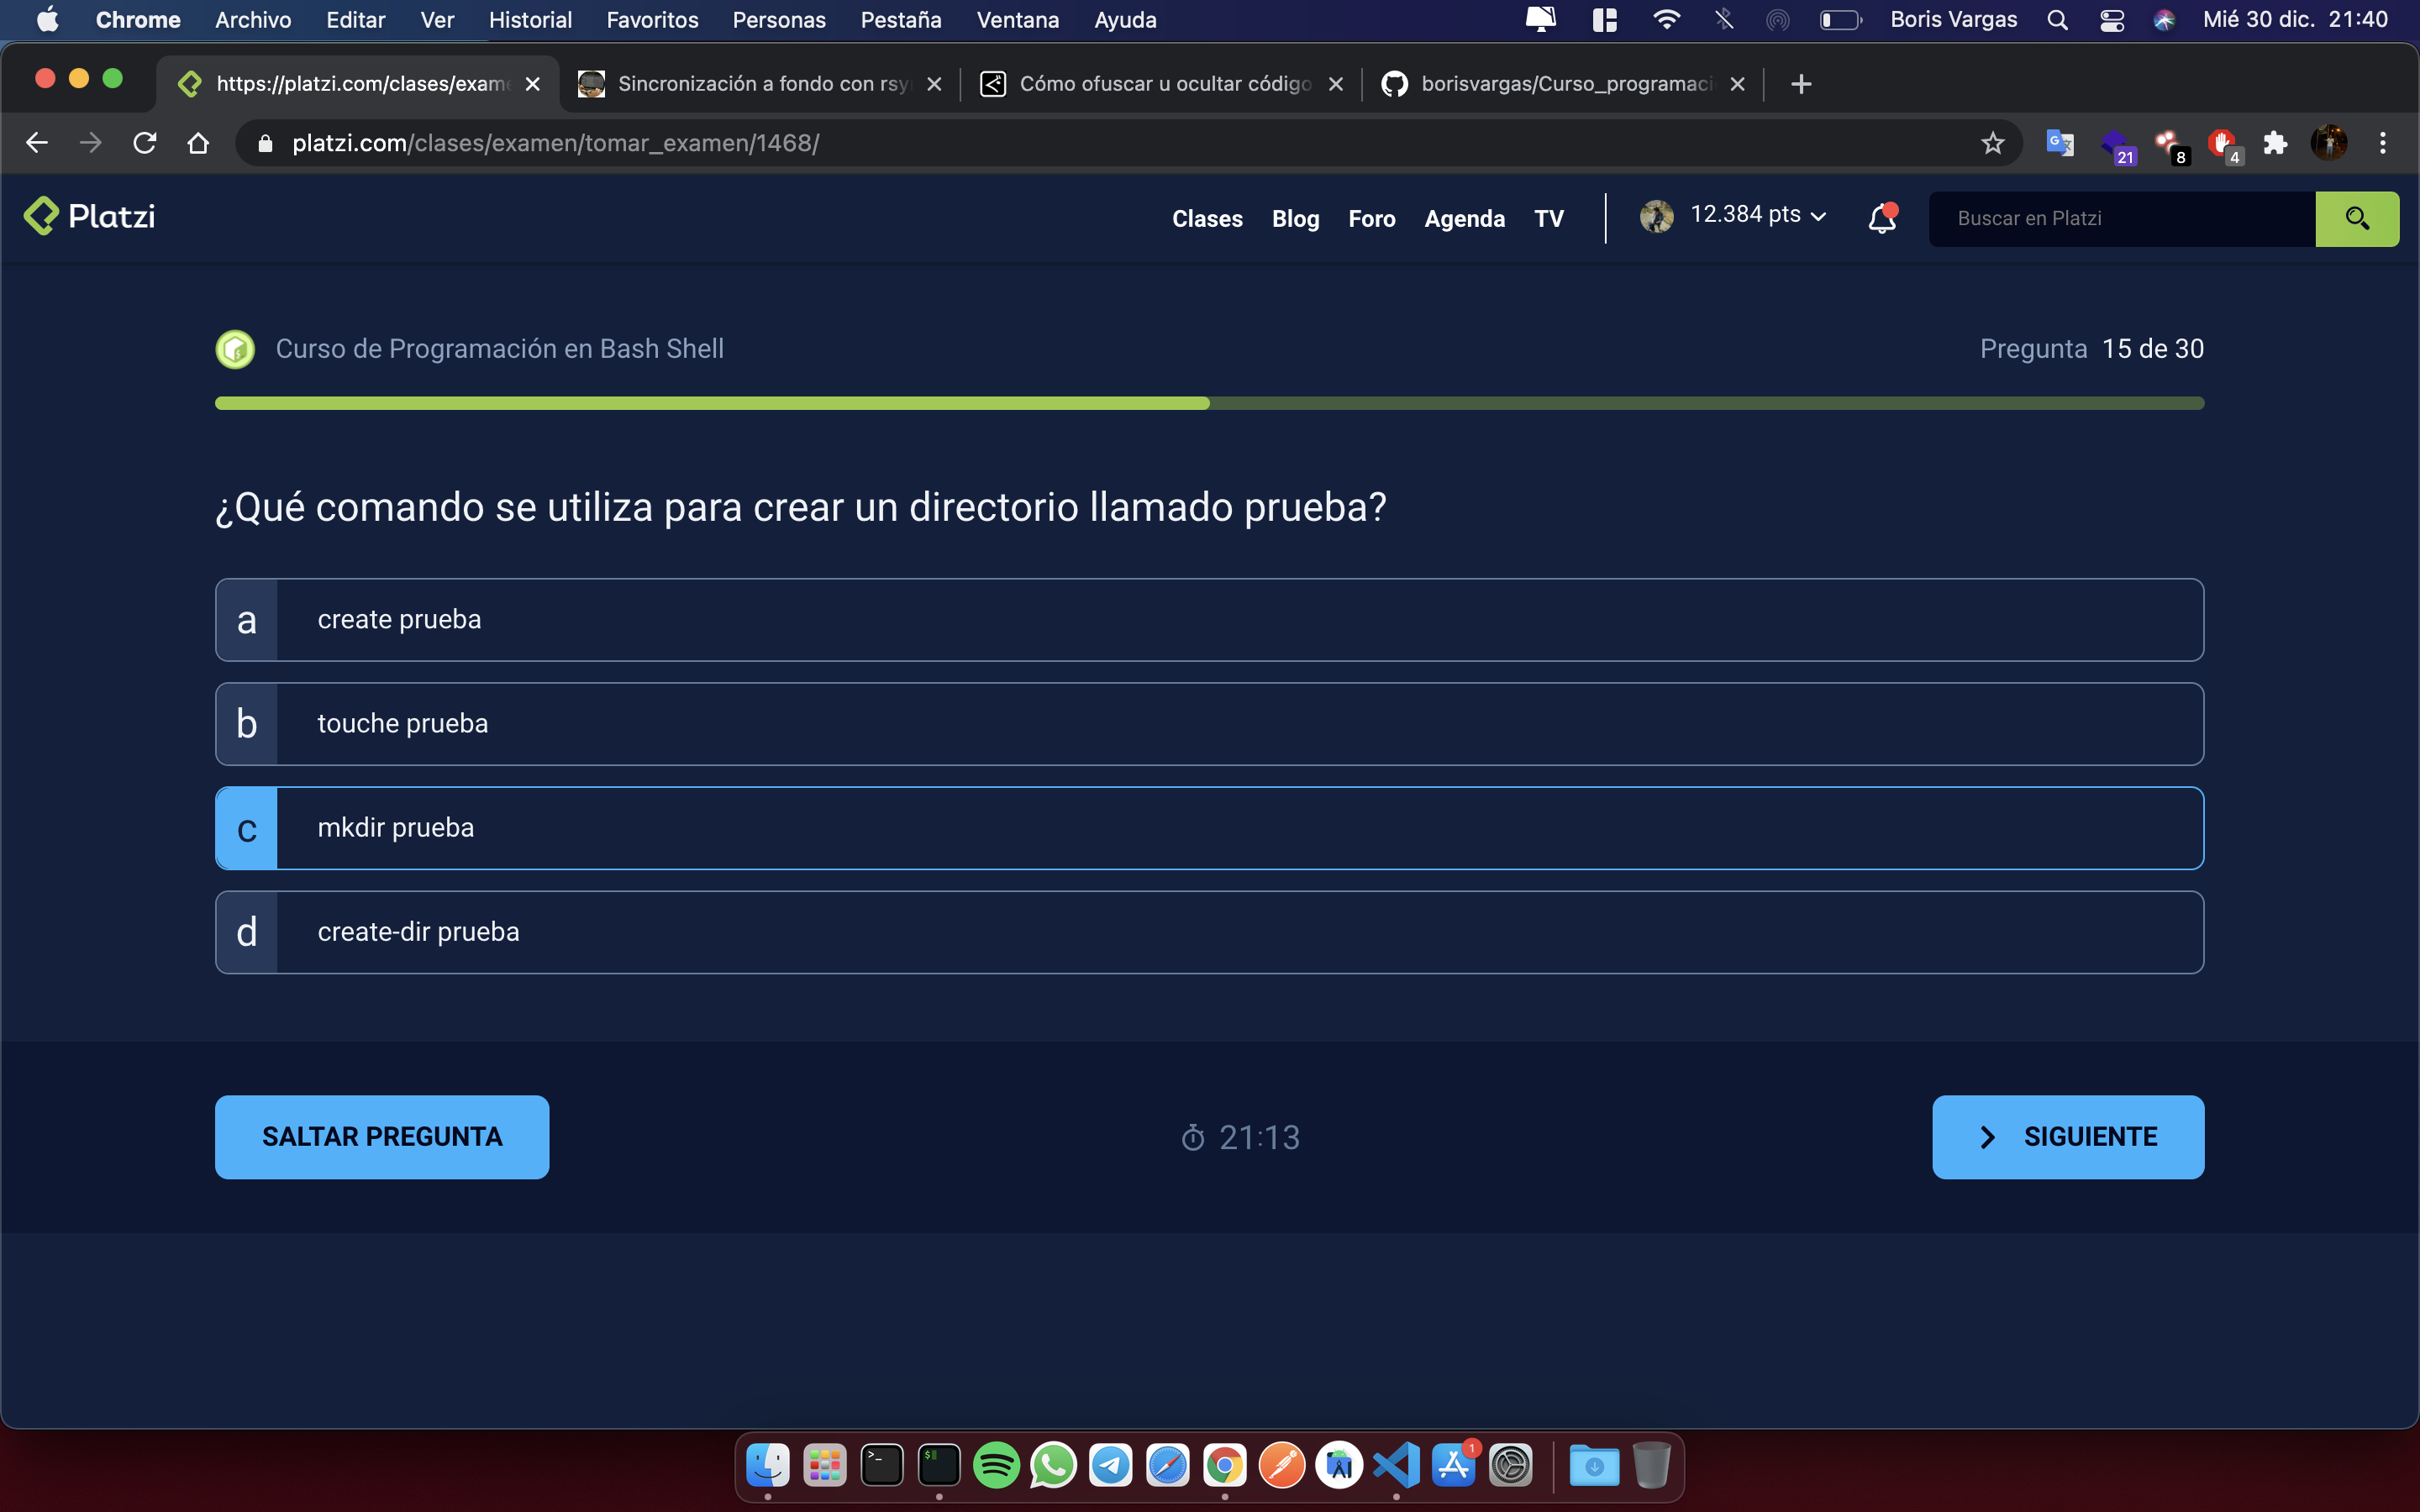 Chrome Archivo Editar Ver Historial Favoritos Personas Pestaña Ventana Ayuda Boris Vargas Mié 30 dic. 21:40
https://platzi.com/clases/exame Sincronización a fondo con rsy Cómo ofuscar u ocultar código borisvargas/Curso_programaci
platzi.com/clases/examen/tomar_examen/1468/ 21 8 4
Platzi Clases Blog Foro Agenda TV 12.384 pts Buscar en Platzi
Curso de Programación en Bash Shell Pregunta 15 de 30
¿Qué comando se utiliza para crear un directorio llamado prueba?
a create prueba
b touche prueba
c mkdir prueba
d create-dir prueba
SALTAR PREGUNTA 21:13 SIGUIENTE
1